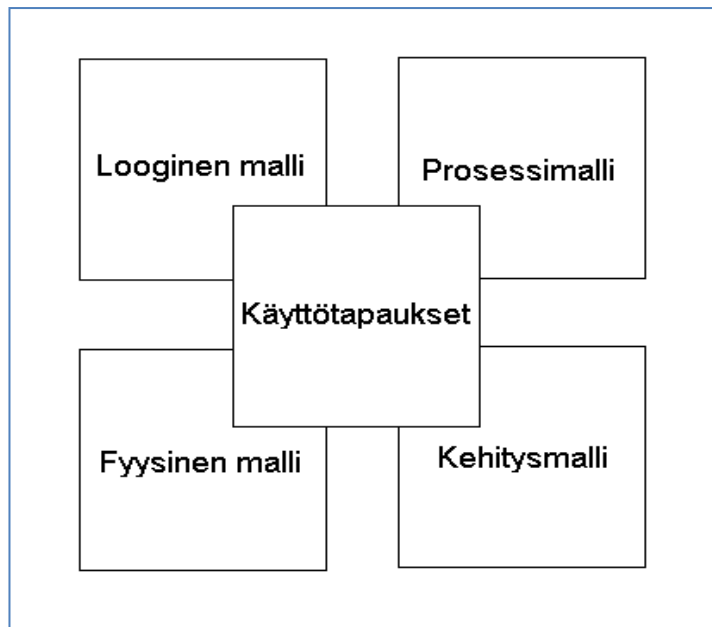 Looginen malli
Prosessimalli
Käyttötapaukset
Fyysinen malli
Kehitysmalli